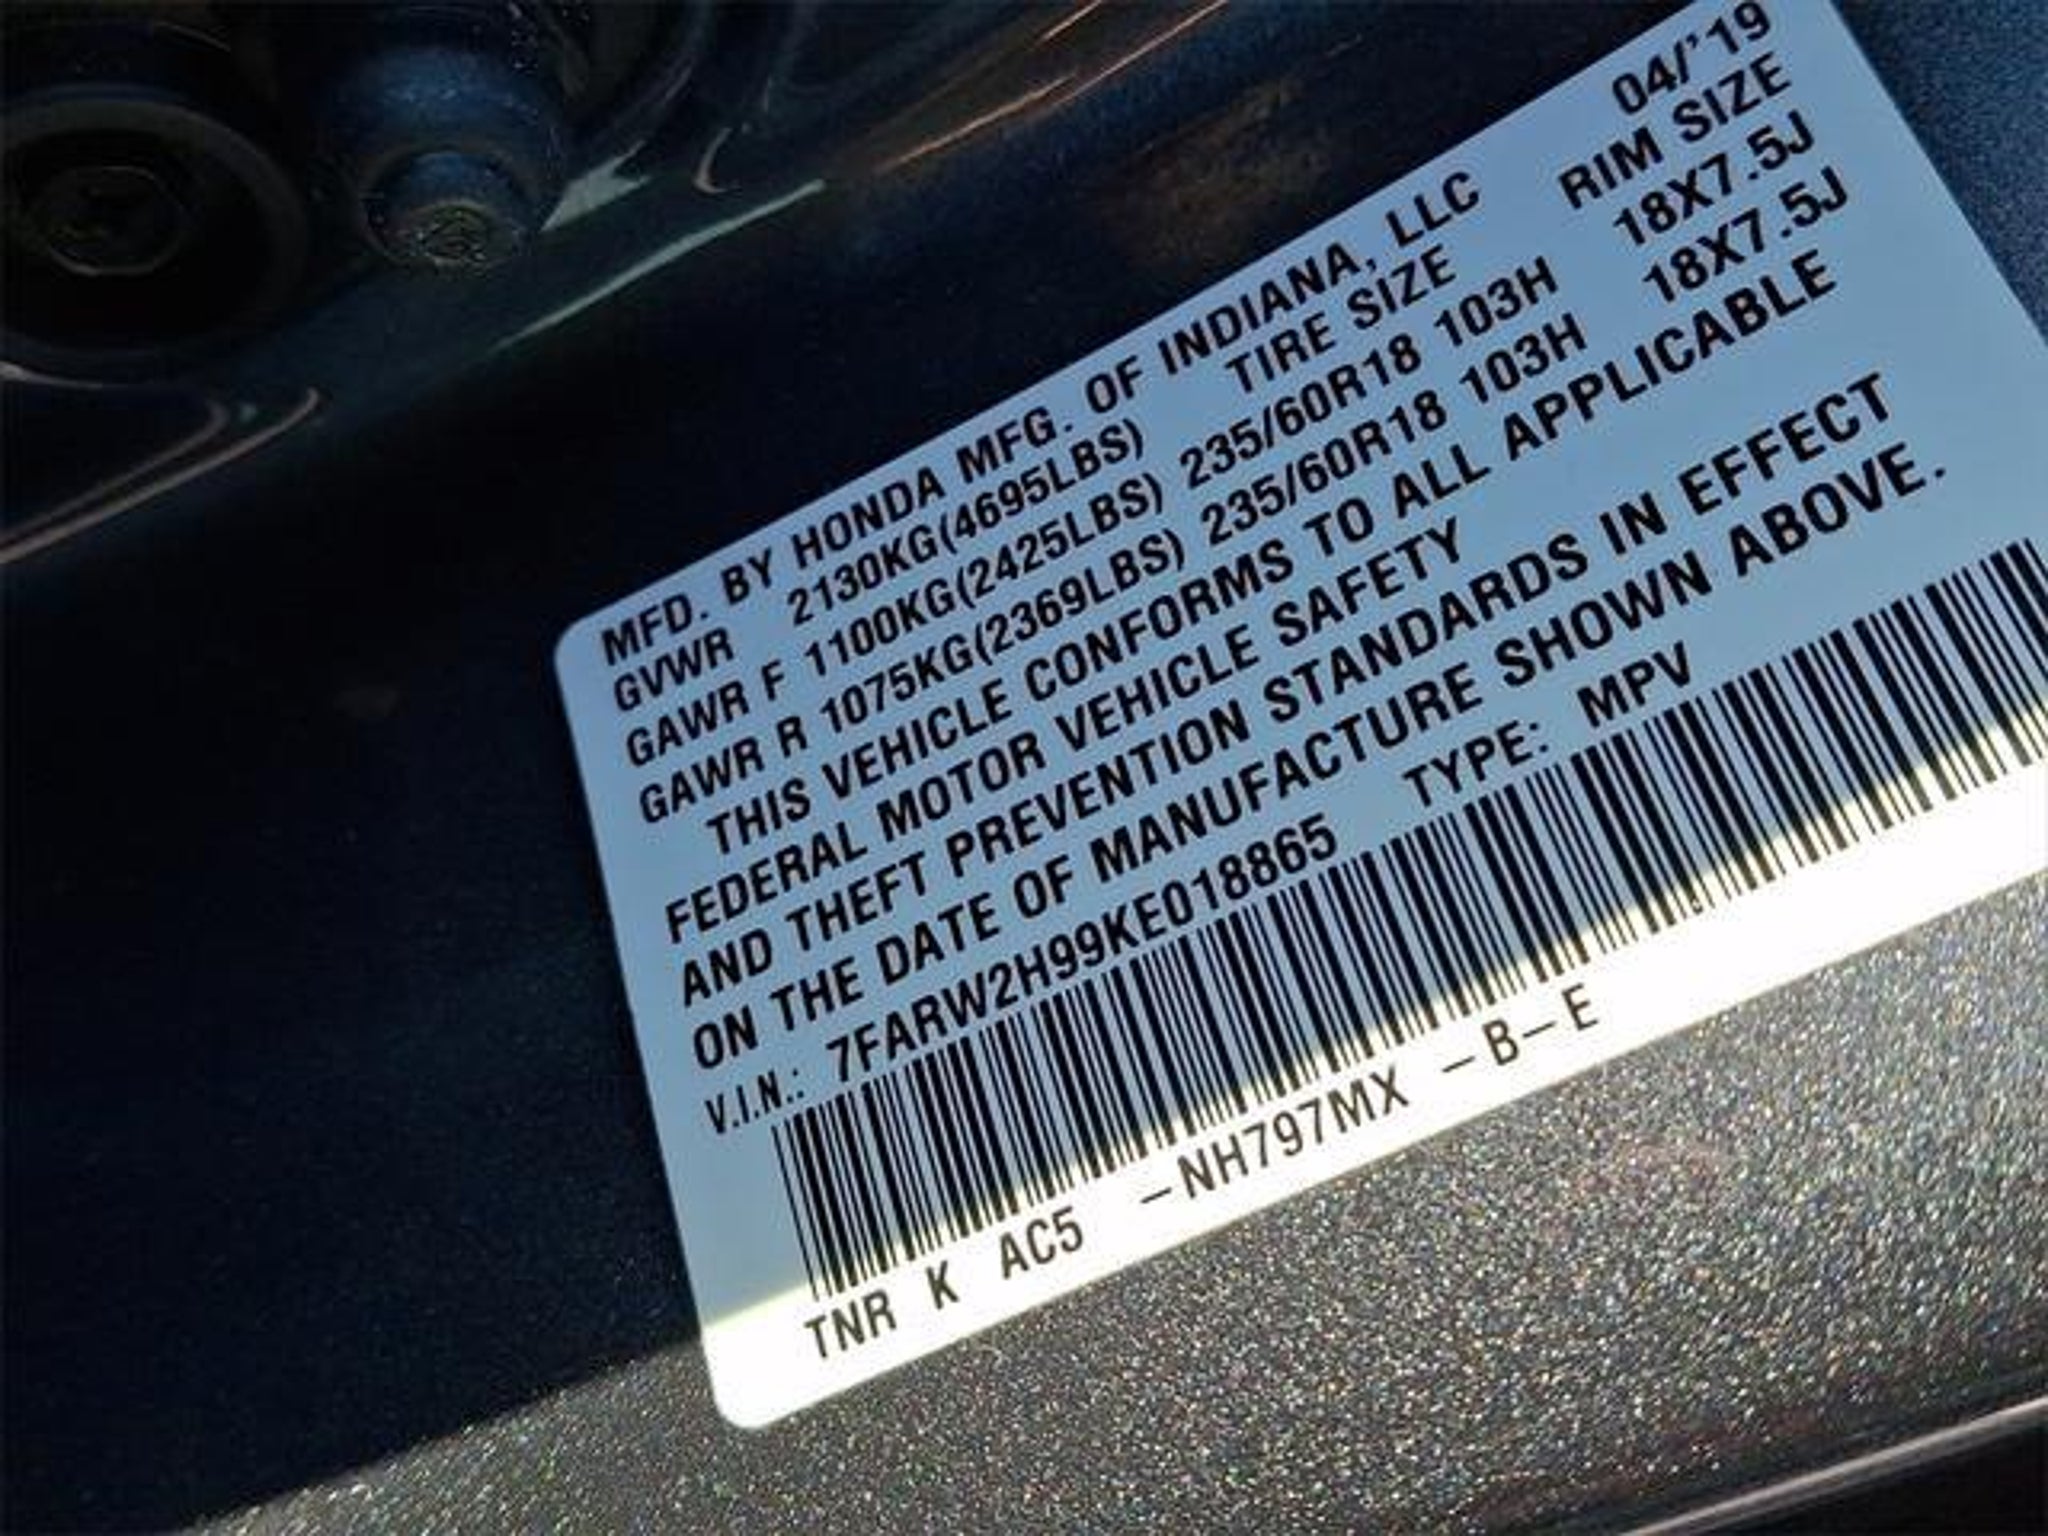 04/'19
MFD. BY HONDA MFG. OF INDIANA, LLC
GVWR 2130KG(4695LBS) TIRE SIZE RIM SIZE
GAWR F 1100KG(2425LBS) 235/60R18 103H 18X7.5J
GAWR R 1075KG(2369LBS) 235/60R18 103H 18X7.5J
THIS VEHICLE CONFORMS TO ALL APPLICABLE
FEDERAL MOTOR VEHICLE SAFETY
AND THEFT PREVENTION STANDARDS IN EFFECT
ON THE DATE OF MANUFACTURE SHOWN ABOVE.
V.I.N.: 7FARW2H99KE018865 TYPE: MPV
TNR K AC5 –NH797MX –B–E